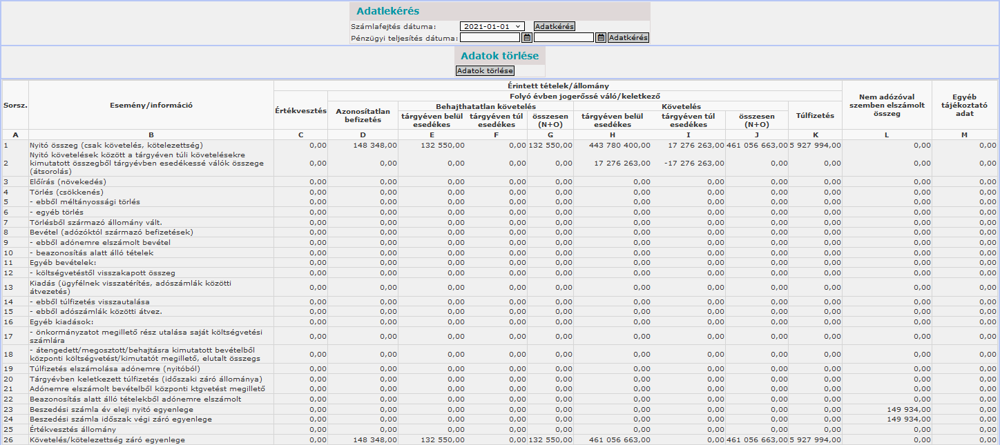 Adatlekérés
Számlafejtés dátuma: 2021-01-01 Adatkérés
Pénzügyi teljesítés dátuma: Adatkérés
Adatok törlése
Adatok törlése
Sorsz. Esemény/információ Érintett tételek/állomány Nem adózóval szemben elszámolt összeg Egyéb tájékoztató adat
Értékvesztés Folyó évben jogerőssé váló/keletkező
Azonosítatlan befizetés Behajthatatlan követelés Követelés Túlfizetés
tárgyéven belül esedékes tárgyéven túl esedékes összesen (N+O) tárgyéven belül esedékes tárgyéven túl esedékes összesen (N+O)
A B C D E F G H I J K L M
1 Nyitó összeg (csak követelés, kötelezettség) 0,00 148 348,00 132 550,00 0,00 132 550,00 443 780 400,00 17 276 263,00 461 056 663,00 5 927 994,00 0,00 0,00
Nyitó követelések között a tárgyéven túli követelésekre
2 kimutatott összegből tárgyévben esedékessé válók összege 0,00 0,00 0,00 0,00 0,00 17 276 263,00 -17 276 263,00 0,00 0,00 0,00 0,00
(átsorolás)
3 Előírás (növekedés) 0,00 0,00 0,00 0,00 0,00 0,00 0,00 0,00 0,00 0,00 0,00
4 Törlés (csökkenés) 0,00 0,00 0,00 0,00 0,00 0,00 0,00 0,00 0,00 0,00 0,00
5 - ebből méltányossági törlés 0,00 0,00 0,00 0,00 0,00 0,00 0,00 0,00 0,00 0,00 0,00
6 - egyéb törlés 0,00 0,00 0,00 0,00 0,00 0,00 0,00 0,00 0,00 0,00 0,00
7 Törlésből származó állomány vált. 0,00 0,00 0,00 0,00 0,00 0,00 0,00 0,00 0,00 0,00 0,00
8 Bevétel (adózóktól származó befizetések) 0,00 0,00 0,00 0,00 0,00 0,00 0,00 0,00 0,00 0,00 0,00
9 - ebből adónemre elszámolt bevétel 0,00 0,00 0,00 0,00 0,00 0,00 0,00 0,00 0,00 0,00 0,00
10 - beazonosítás alatt álló tételek 0,00 0,00 0,00 0,00 0,00 0,00 0,00 0,00 0,00 0,00 0,00
11 Egyéb bevételek: 0,00 0,00 0,00 0,00 0,00 0,00 0,00 0,00 0,00 0,00 0,00
12 - költségvetéstől visszakapott összeg 0,00 0,00 0,00 0,00 0,00 0,00 0,00 0,00 0,00 0,00 0,00
13 Kiadás (ügyfélnek visszatérítés, adószámlák közötti 0,00 0,00 0,00 0,00 0,00 0,00 0,00 0,00 0,00 0,00 0,00
átvezetés)
14 - ebből túlfizetés visszautalása 0,00 0,00 0,00 0,00 0,00 0,00 0,00 0,00 0,00 0,00 0,00
15 - ebből adószámlák közötti átvez. 0,00 0,00 0,00 0,00 0,00 0,00 0,00 0,00 0,00 0,00 0,00
16 Egyéb kiadások: 0,00 0,00 0,00 0,00 0,00 0,00 0,00 0,00 0,00 0,00 0,00
17 - önkormányzatot megillető rész utalása saját költségvetési 0,00 0,00 0,00 0,00 0,00 0,00 0,00 0,00 0,00 0,00 0,00
számlára
18 - átengedett/megosztott/behajtásra kimutatott bevételből 0,00 0,00 0,00 0,00 0,00 0,00 0,00 0,00 0,00 0,00 0,00
központi költségvetést/kimutatót megillető, elutalt összegs
19 Túlfizetés elszámolása adónemre (nyitóból) 0,00 0,00 0,00 0,00 0,00 0,00 0,00 0,00 0,00 0,00 0,00
20 Tárgyévben keletkezett túlfizetés (időszaki záró állománya) 0,00 0,00 0,00 0,00 0,00 0,00 0,00 0,00 0,00 0,00 0,00
21 Adónemre elszámolt bevételből központi ktgvetést megillető 0,00 0,00 0,00 0,00 0,00 0,00 0,00 0,00 0,00 0,00 0,00
22 Beazonosítás alatt álló tételekből adónemre elszámolt 0,00 0,00 0,00 0,00 0,00 0,00 0,00 0,00 0,00 0,00 0,00
23 Beszedési számla év eleji nyitó egyenlege 0,00 0,00 0,00 0,00 0,00 0,00 0,00 0,00 0,00 149 934,00 0,00
24 Beszedési számla időszak végi záró egyenlege 0,00 0,00 0,00 0,00 0,00 0,00 0,00 0,00 0,00 149 934,00 0,00
25 Értékvesztés állomány 0,00 0,00 0,00 0,00 0,00 0,00 0,00 0,00 0,00 0,00 0,00
26 Követelés/kötelezettség záró egyenlege 0,00 148 348,00 132 550,00 0,00 132 550,00 461 056 663,00 0,00 461 056 663,00 5 927 994,00 0,00 0,00